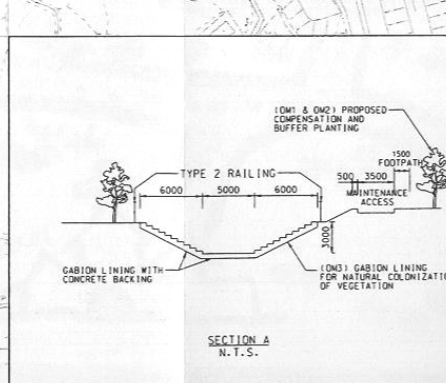 (OM1 & OM2) PROPOSED
COMPENSATION AND
BUFFER PLANTING
1500
FOOTPATH
TYPE 2 RAILING
500 3500
6000 5000 6000
MAINTENANCE
ACCESS
3000
GABION LINING WITH
CONCRETE BACKING
(OM3) GABION LINING
FOR NATURAL COLONIZATIO
OF VEGETATION
SECTION A
N.T.S.